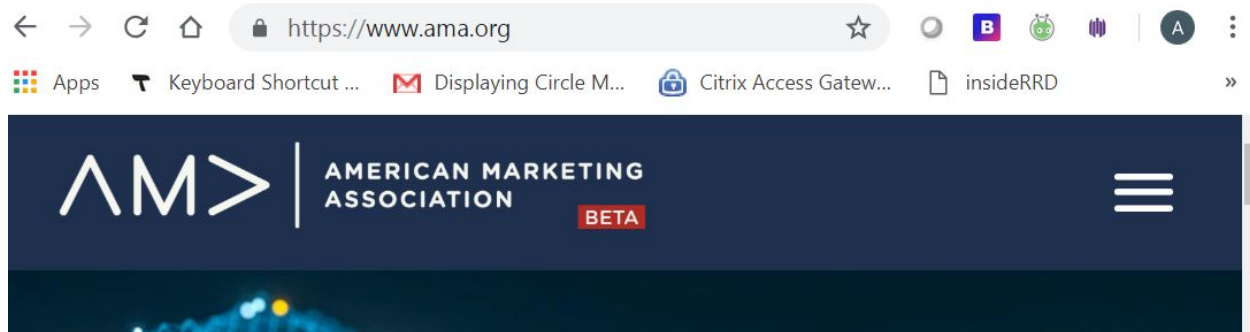 https://www.ama.org
B
A
Apps Keyboard Shortcut ... Displaying Circle M... Citrix Access Gatew... insideRRD »
AMA AMERICAN MARKETING
ASSOCIATION
BETA